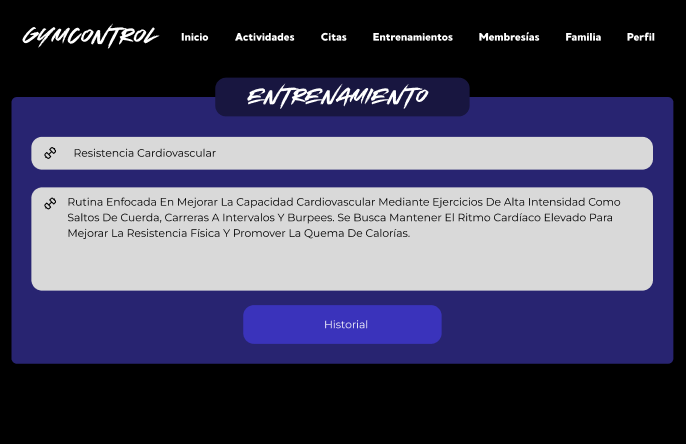 GYMCONTROL
Inicio Actividades Citas Entrenamientos Membresías Familia Perfil
ENTRENAMIENTO
Resistencia Cardiovascular
Rutina Enfocada En Mejorar La Capacidad Cardiovascular Mediante Ejercicios De Alta Intensidad Como
Saltos De Cuerda, Carreras A Intervalos Y Burpees. Se Busca Mantener El Ritmo Cardíaco Elevado Para
Mejorar La Resistencia Física Y Promover La Quema De Calorías.
Historial